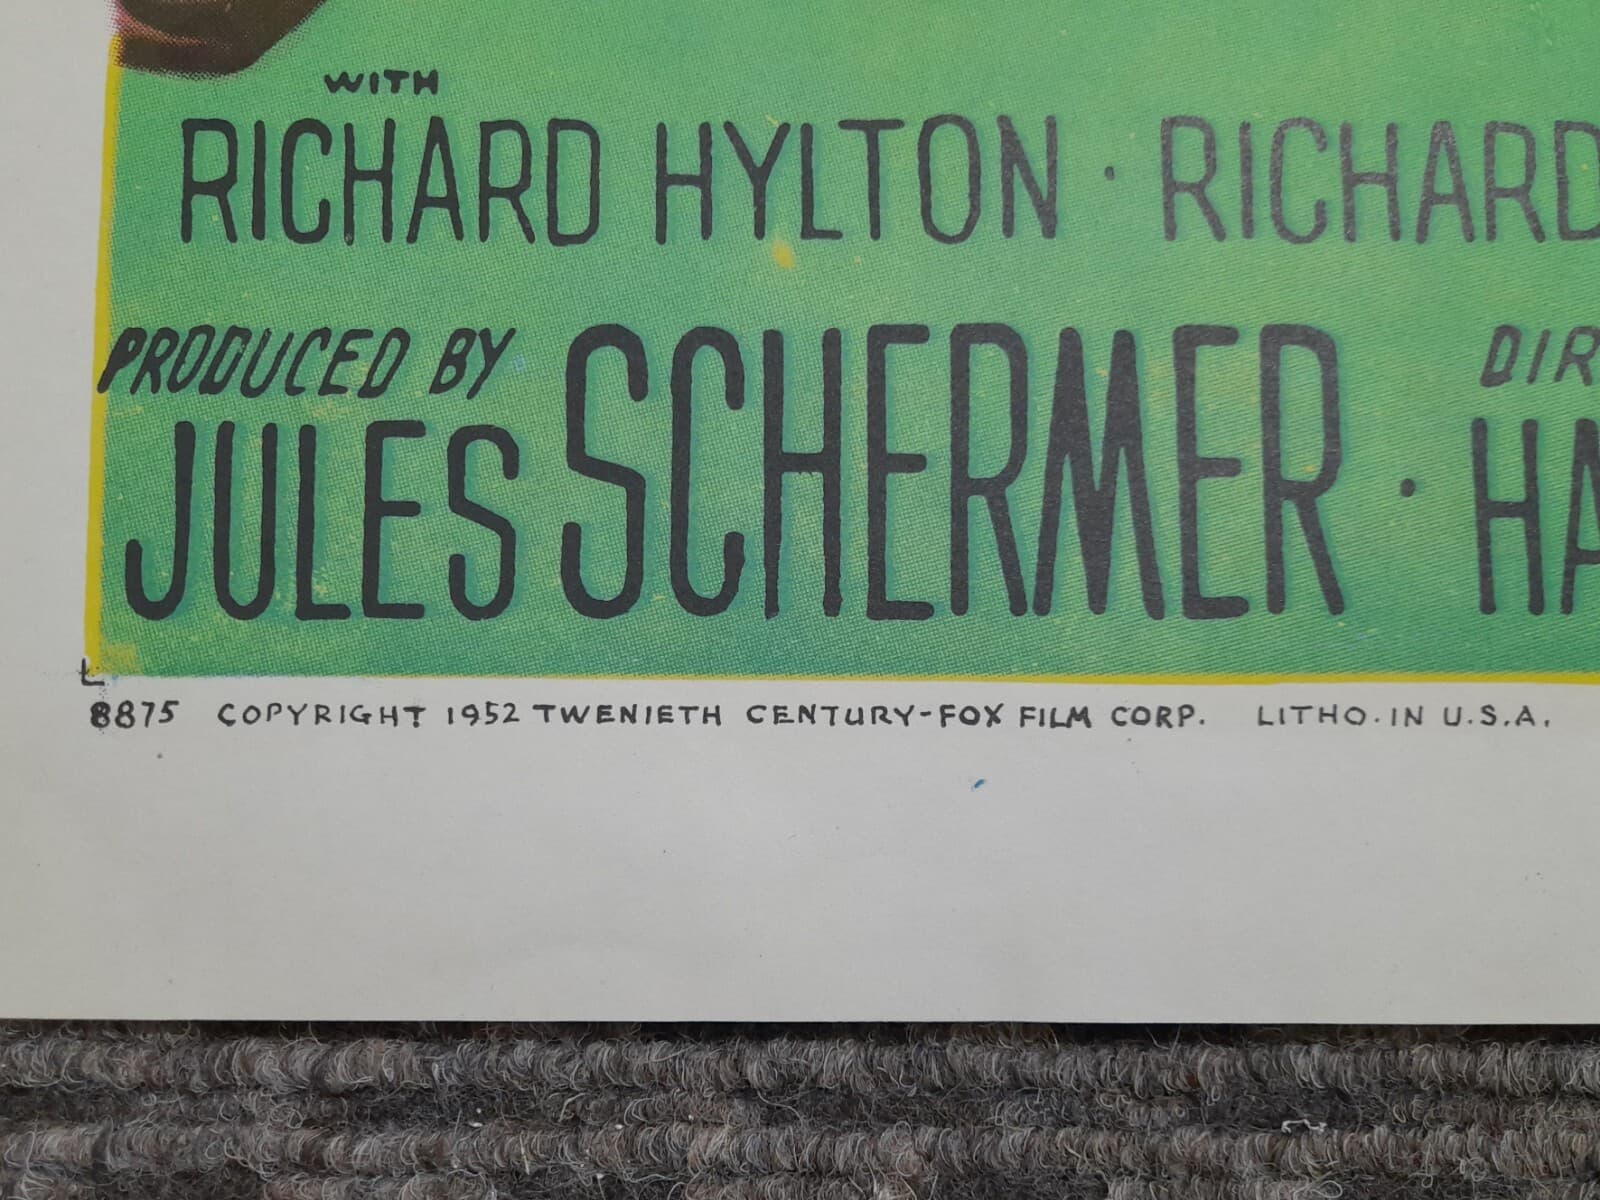 WITH
RICHARD HYLTON · RICHARD
PRODUCED BY
JULES SCHERMER ·
8875 COPYRIGHT 1952 TWENIETH CENTURY-FOX FILM CORP. LITHO. IN U.S.A.